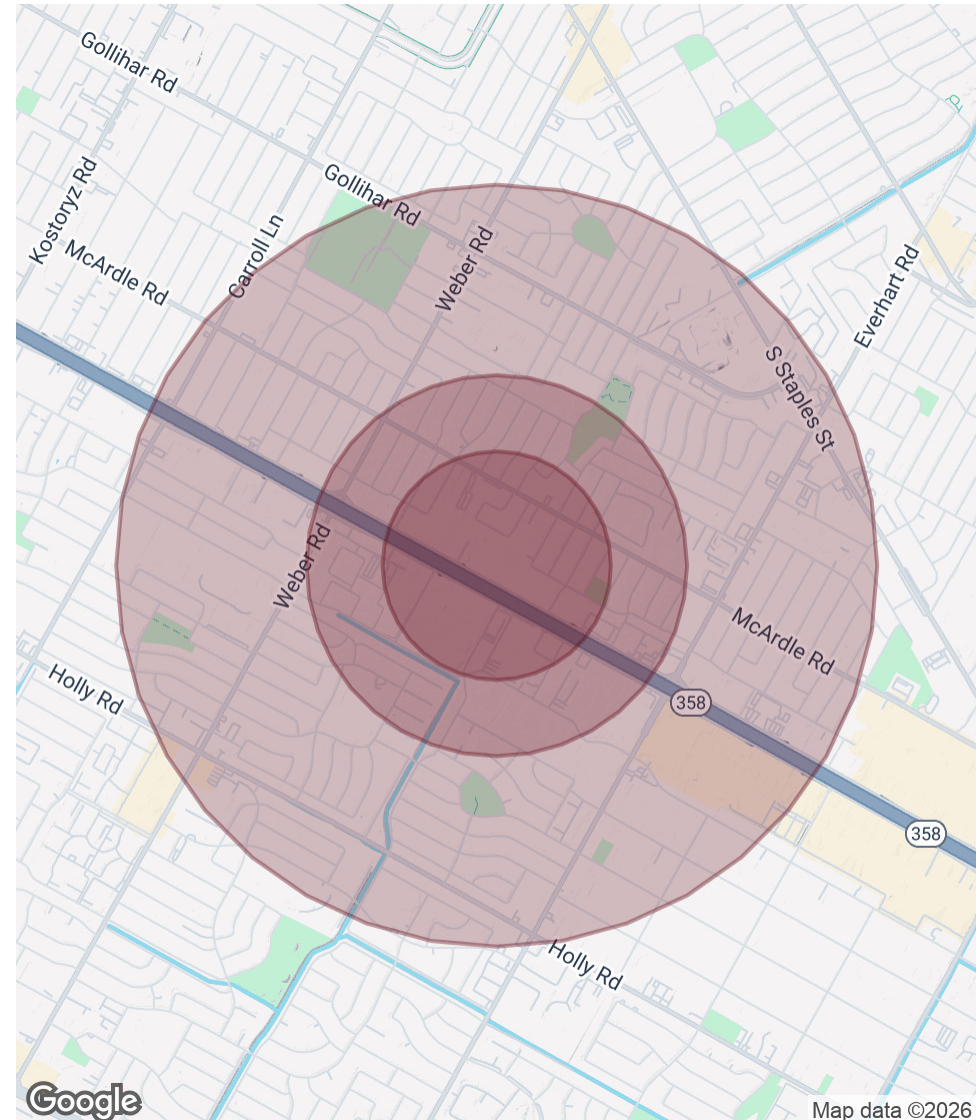 Gollihar Rd
Kostoryz Rd
Gollihar Rd
Carroll Ln
Weber Rd
McArdle Rd
Everhart Rd
S Staples St
Weber Rd
McArdle Rd
Holly Rd
358
358
Holly Rd
Google
Map data ©2026